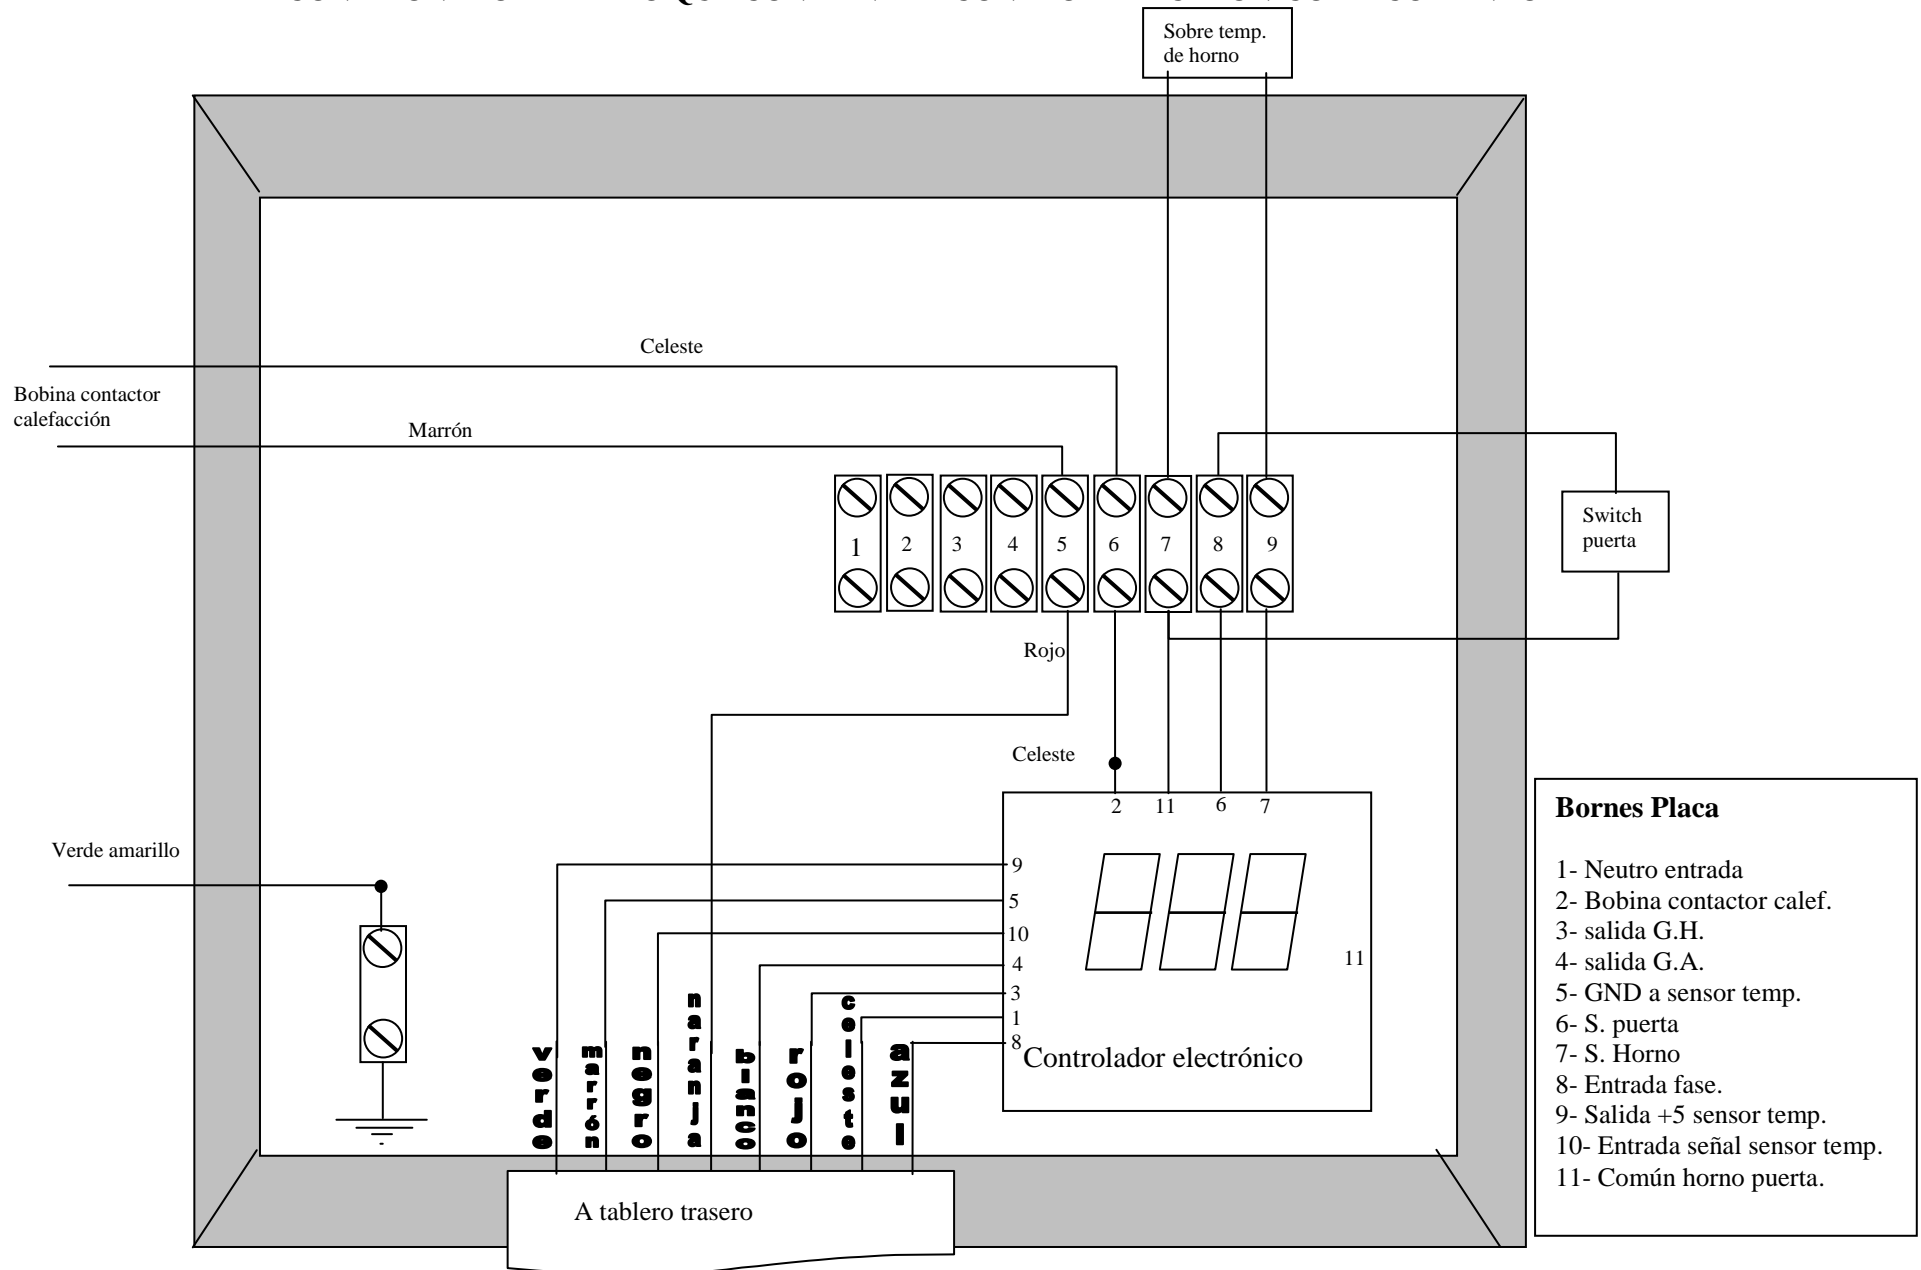 Sobre temp.
de horno
Celeste
Bobina contactor
calefacción
Marrón
Switch
puerta
1 2 3 4 5 6 7 8 9
Rojo
Celeste
2 11 6 7
Verde amarillo
9
5
10
4
3
1
8
11
Controlador electrónico
verde
marrón
negro
naranja
blanco
rojo
celeste
azul
A tablero trasero
Bornes Placa
1- Neutro entrada
2- Bobina contactor calef.
3- salida G.H.
4- salida G.A.
5- GND a sensor temp.
6- S. puerta
7- S. Horno
8- Entrada fase.
9- Salida +5 sensor temp.
10- Entrada señal sensor temp.
11- Común horno puerta.